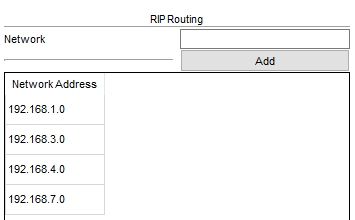 RIP Routing
Network
Add
Network Address
192.168.1.0
192.168.3.0
192.168.4.0
192.168.7.0